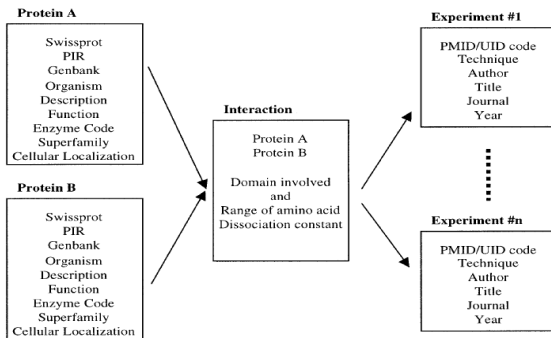 Protein A
Swissprot
PIR
Genbank
Organism
Description
Function
Enzyme Code
Superfamily
Cellular Localization
Protein B
Swissprot
PIR
Genbank
Organism
Description
Function
Enzyme Code
Superfamily
Cellular Localization
Interaction
Protein A
Protein B
Domain involved
and
Range of amino acid
Dissociation constant
Experiment #1
PMID/UID code
Technique
Author
Title
Journal
Year
Experiment #n
PMID/UID code
Technique
Author
Title
Journal
Year